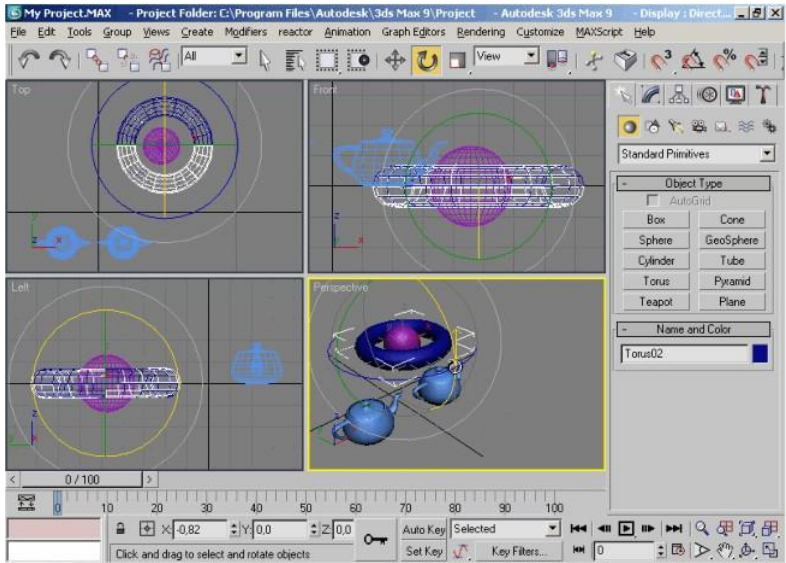 My Project.MAX - Project Folder: C:\Program Files\Autodesk\3ds Max 9\Project - Autodesk 3ds Max 9 - Display : Direct...
File Edit Tools Group Views Create Modifiers reactor Animation Graph Editors Rendering Customize MAXScript Help
All View 3 %
Top Front
Left Perspective
Standard Primitives
- Object Type
AutoGrid
Box Cone
Sphere GeoSphere
Cylinder Tube
Torus Pyramid
Teapot Plane
- Name and Color
Torus02
z x
z x
z
y x
< 0 / 100 >
0 10 20 30 40 50 60 70 80 90 100
X: -0,82 Y: 0,0 Z: 0,0 Auto Key Selected
Click and drag to select and rotate objects Set Key Key Filters... 0